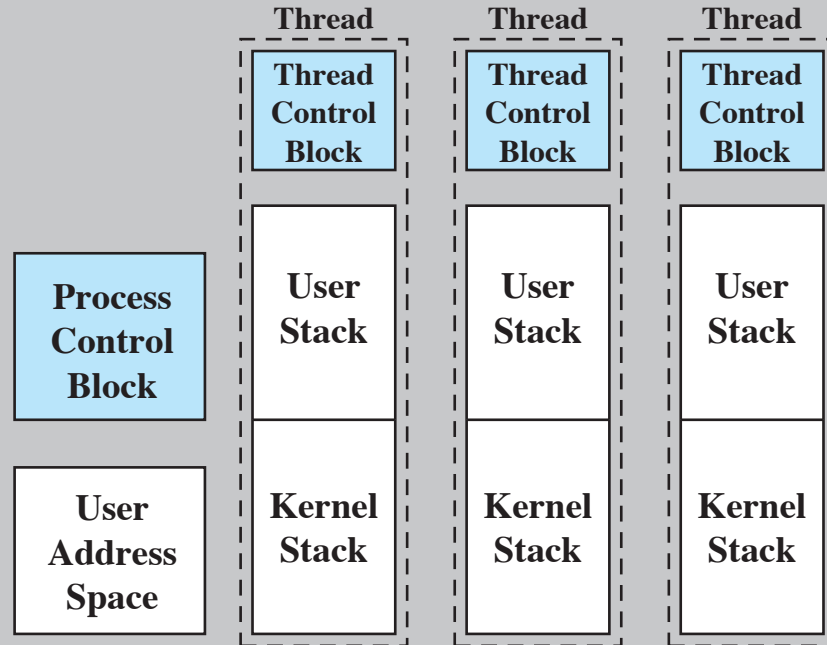 Thread
Thread
Control
Block
User
Stack
Kernel
Stack
Thread
Thread
Control
Block
User
Stack
Kernel
Stack
Thread
Thread
Control
Block
User
Stack
Kernel
Stack
Process
Control
Block
User
Address
Space